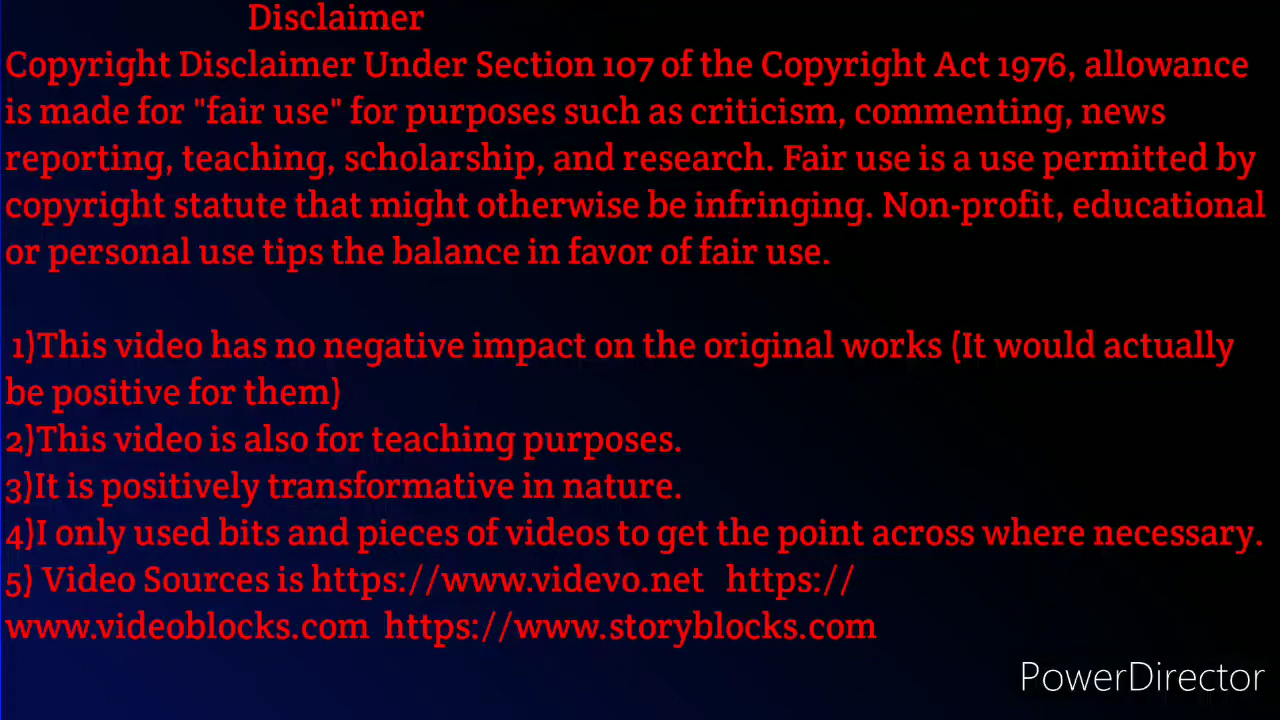 Disclaimer
Copyright Disclaimer Under Section 107 of the Copyright Act 1976, allowance
is made for "fair use" for purposes such as criticism, commenting, news
reporting, teaching, scholarship, and research. Fair use is a use permitted by
copyright statute that might otherwise be infringing. Non-profit, educational
or personal use tips the balance in favor of fair use.
1)This video has no negative impact on the original works (It would actually
be positive for them)
2)This video is also for teaching purposes.
3)It is positively transformative in nature.
4)I only used bits and pieces of videos to get the point across where necessary.
5) Video Sources is https://www.videvo.net https://
www.videoblocks.com https://www.storyblocks.com
PowerDirector